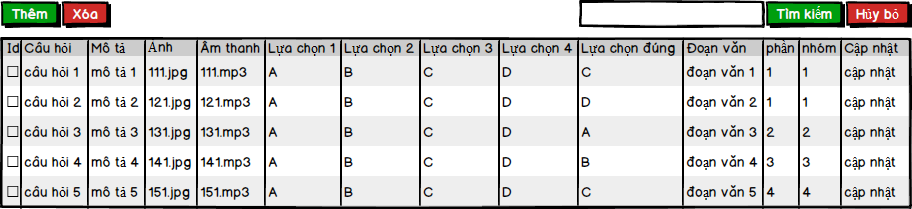 Thêm Xóa Tìm kiếm Hủy bỏ
Id Câu hỏi Mô tả Ảnh Âm thanh Lựa chọn 1 Lựa chọn 2 Lựa chọn 3 Lựa chọn 4 Lựa chọn đúng Đoạn văn phần nhóm Cập nhật
câu hỏi 1 mô tả 1 111.jpg 111.mp3 A B C D C đoạn văn 1 1 1 cập nhật
câu hỏi 2 mô tả 2 121.jpg 121.mp3 A B C D D đoạn văn 2 1 1 cập nhật
câu hỏi 3 mô tả 3 131.jpg 131.mp3 A B C D A đoạn văn 3 2 2 cập nhật
câu hỏi 4 mô tả 4 141.jpg 141.mp3 A B C D B đoạn văn 4 3 3 cập nhật
câu hỏi 5 mô tả 5 151.jpg 151.mp3 A B C D C đoạn văn 5 4 4 cập nhật